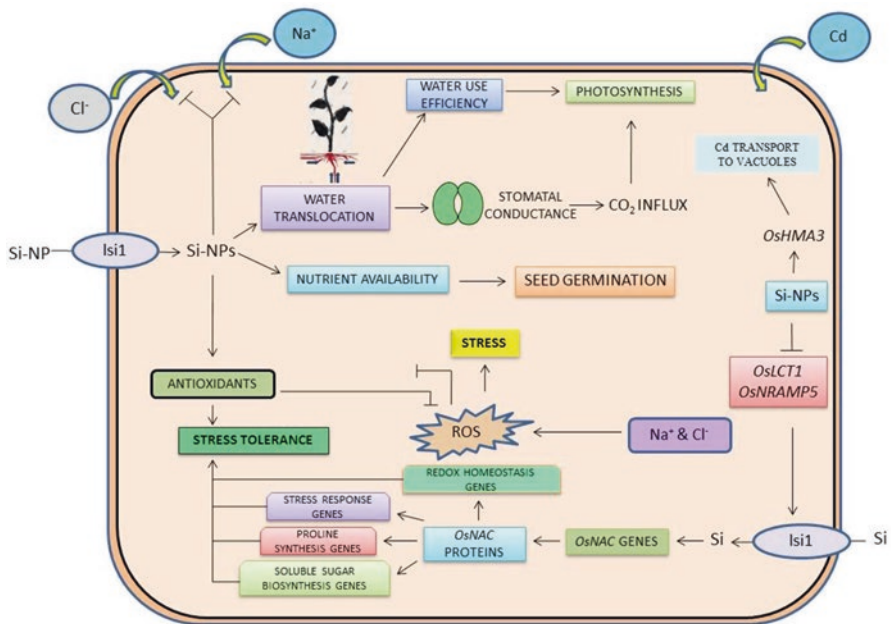 Na⁺
Cd
Cl⁻
WATER USE
EFFICIENCY
PHOTOSYNTHESIS
Cd TRANSPORT
TO VACUOLES
WATER
TRANSLOCATION
STOMATAL
CONDUCTANCE
CO₂ INFLUX
OsHMA3
Si-NP
lsi1
Si-NPs
NUTRIENT AVAILABILITY
SEED GERMINATION
Si-NPs
STRESS
OsLCT1
OsNRAMP5
ANTIOXIDANTS
STRESS TOLERANCE
ROS
Na⁺ & Cl⁻
REDOX HOMEOSTASIS
GENES
STRESS RESPONSE
GENES
PROLINE
SYNTHESIS GENES
OsNAC
PROTEINS
OsNAC GENES
Si
lsi1
Si
SOLUBLE SUGAR
BIOSYNTHESIS GENES